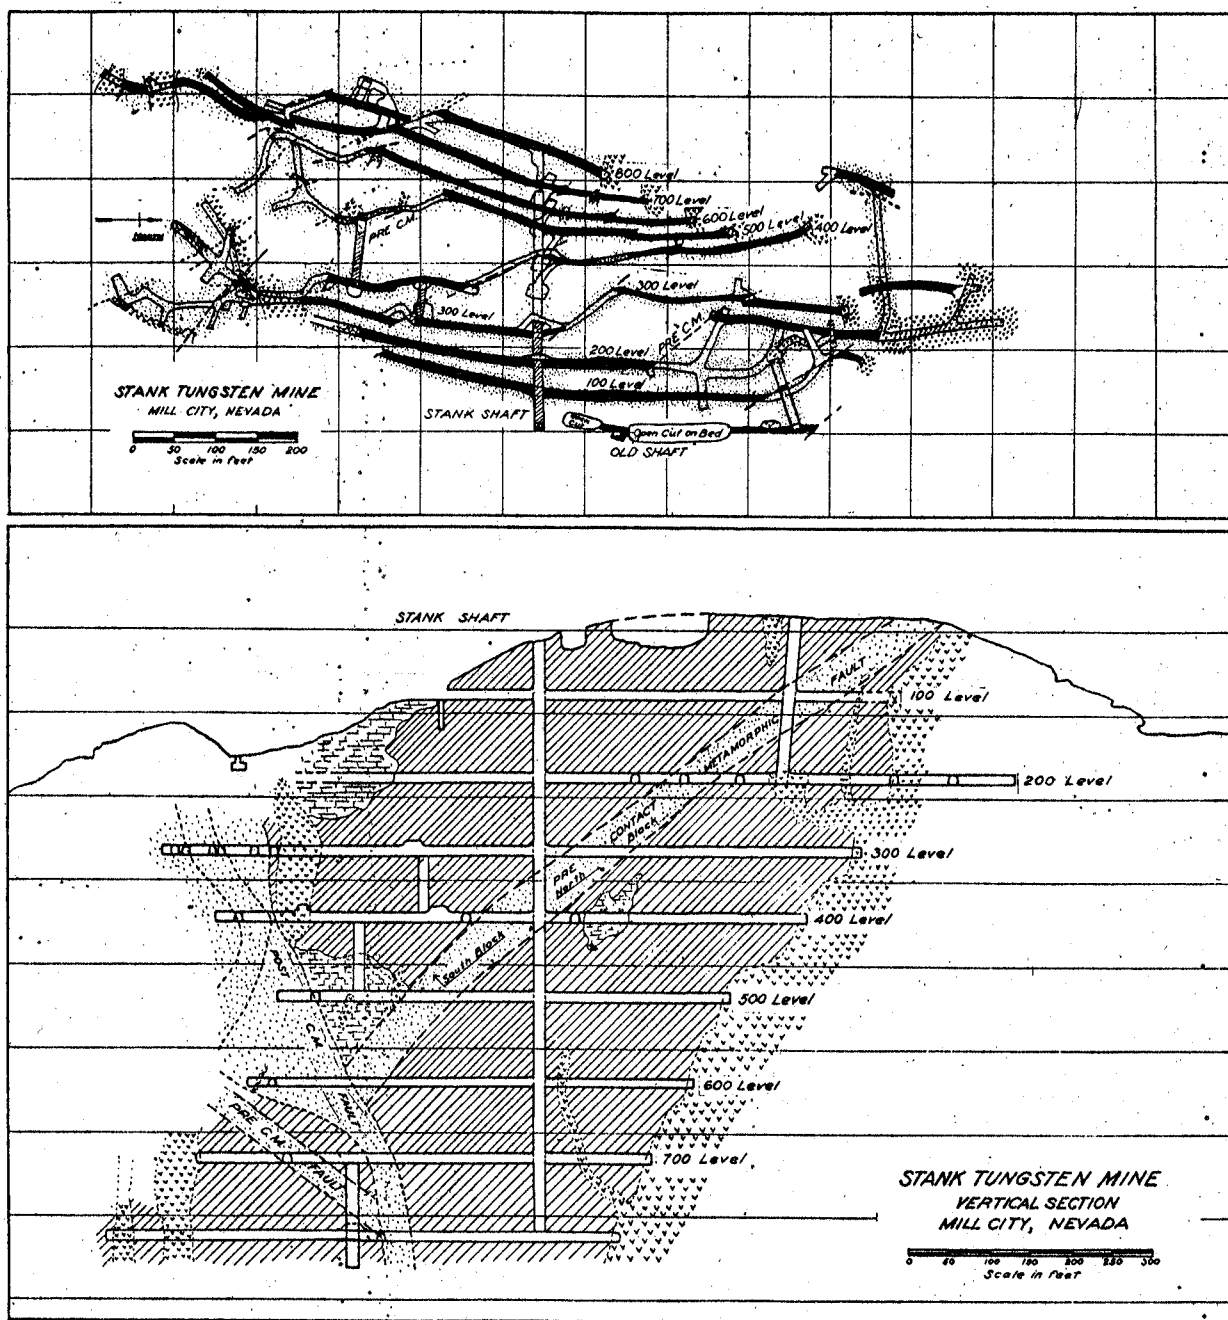 800 Level
700 Level
600 Level
500 Level
400 Level
PRE C.M.
300 Level
300 Level
PRE C.M.
200 Level
100 Level
STANK TUNGSTEN MINE
MILL CITY, NEVADA
0 50 100 150 200
Scale in feet
STANK SHAFT
Open Cut on Bed
OLD SHAFT
STANK SHAFT
FAULT
100 Level
METAMORPHIC
200 Level
CONTACT
Block
300 Level
PRE
North
400 Level
South Block
POST
500 Level
C.M.
600 Level
FAULT
PRE C.M.
FAULT
700 Level
STANK TUNGSTEN MINE
VERTICAL SECTION
MILL CITY, NEVADA
0 50 100 150 200 250 300
Scale in feet